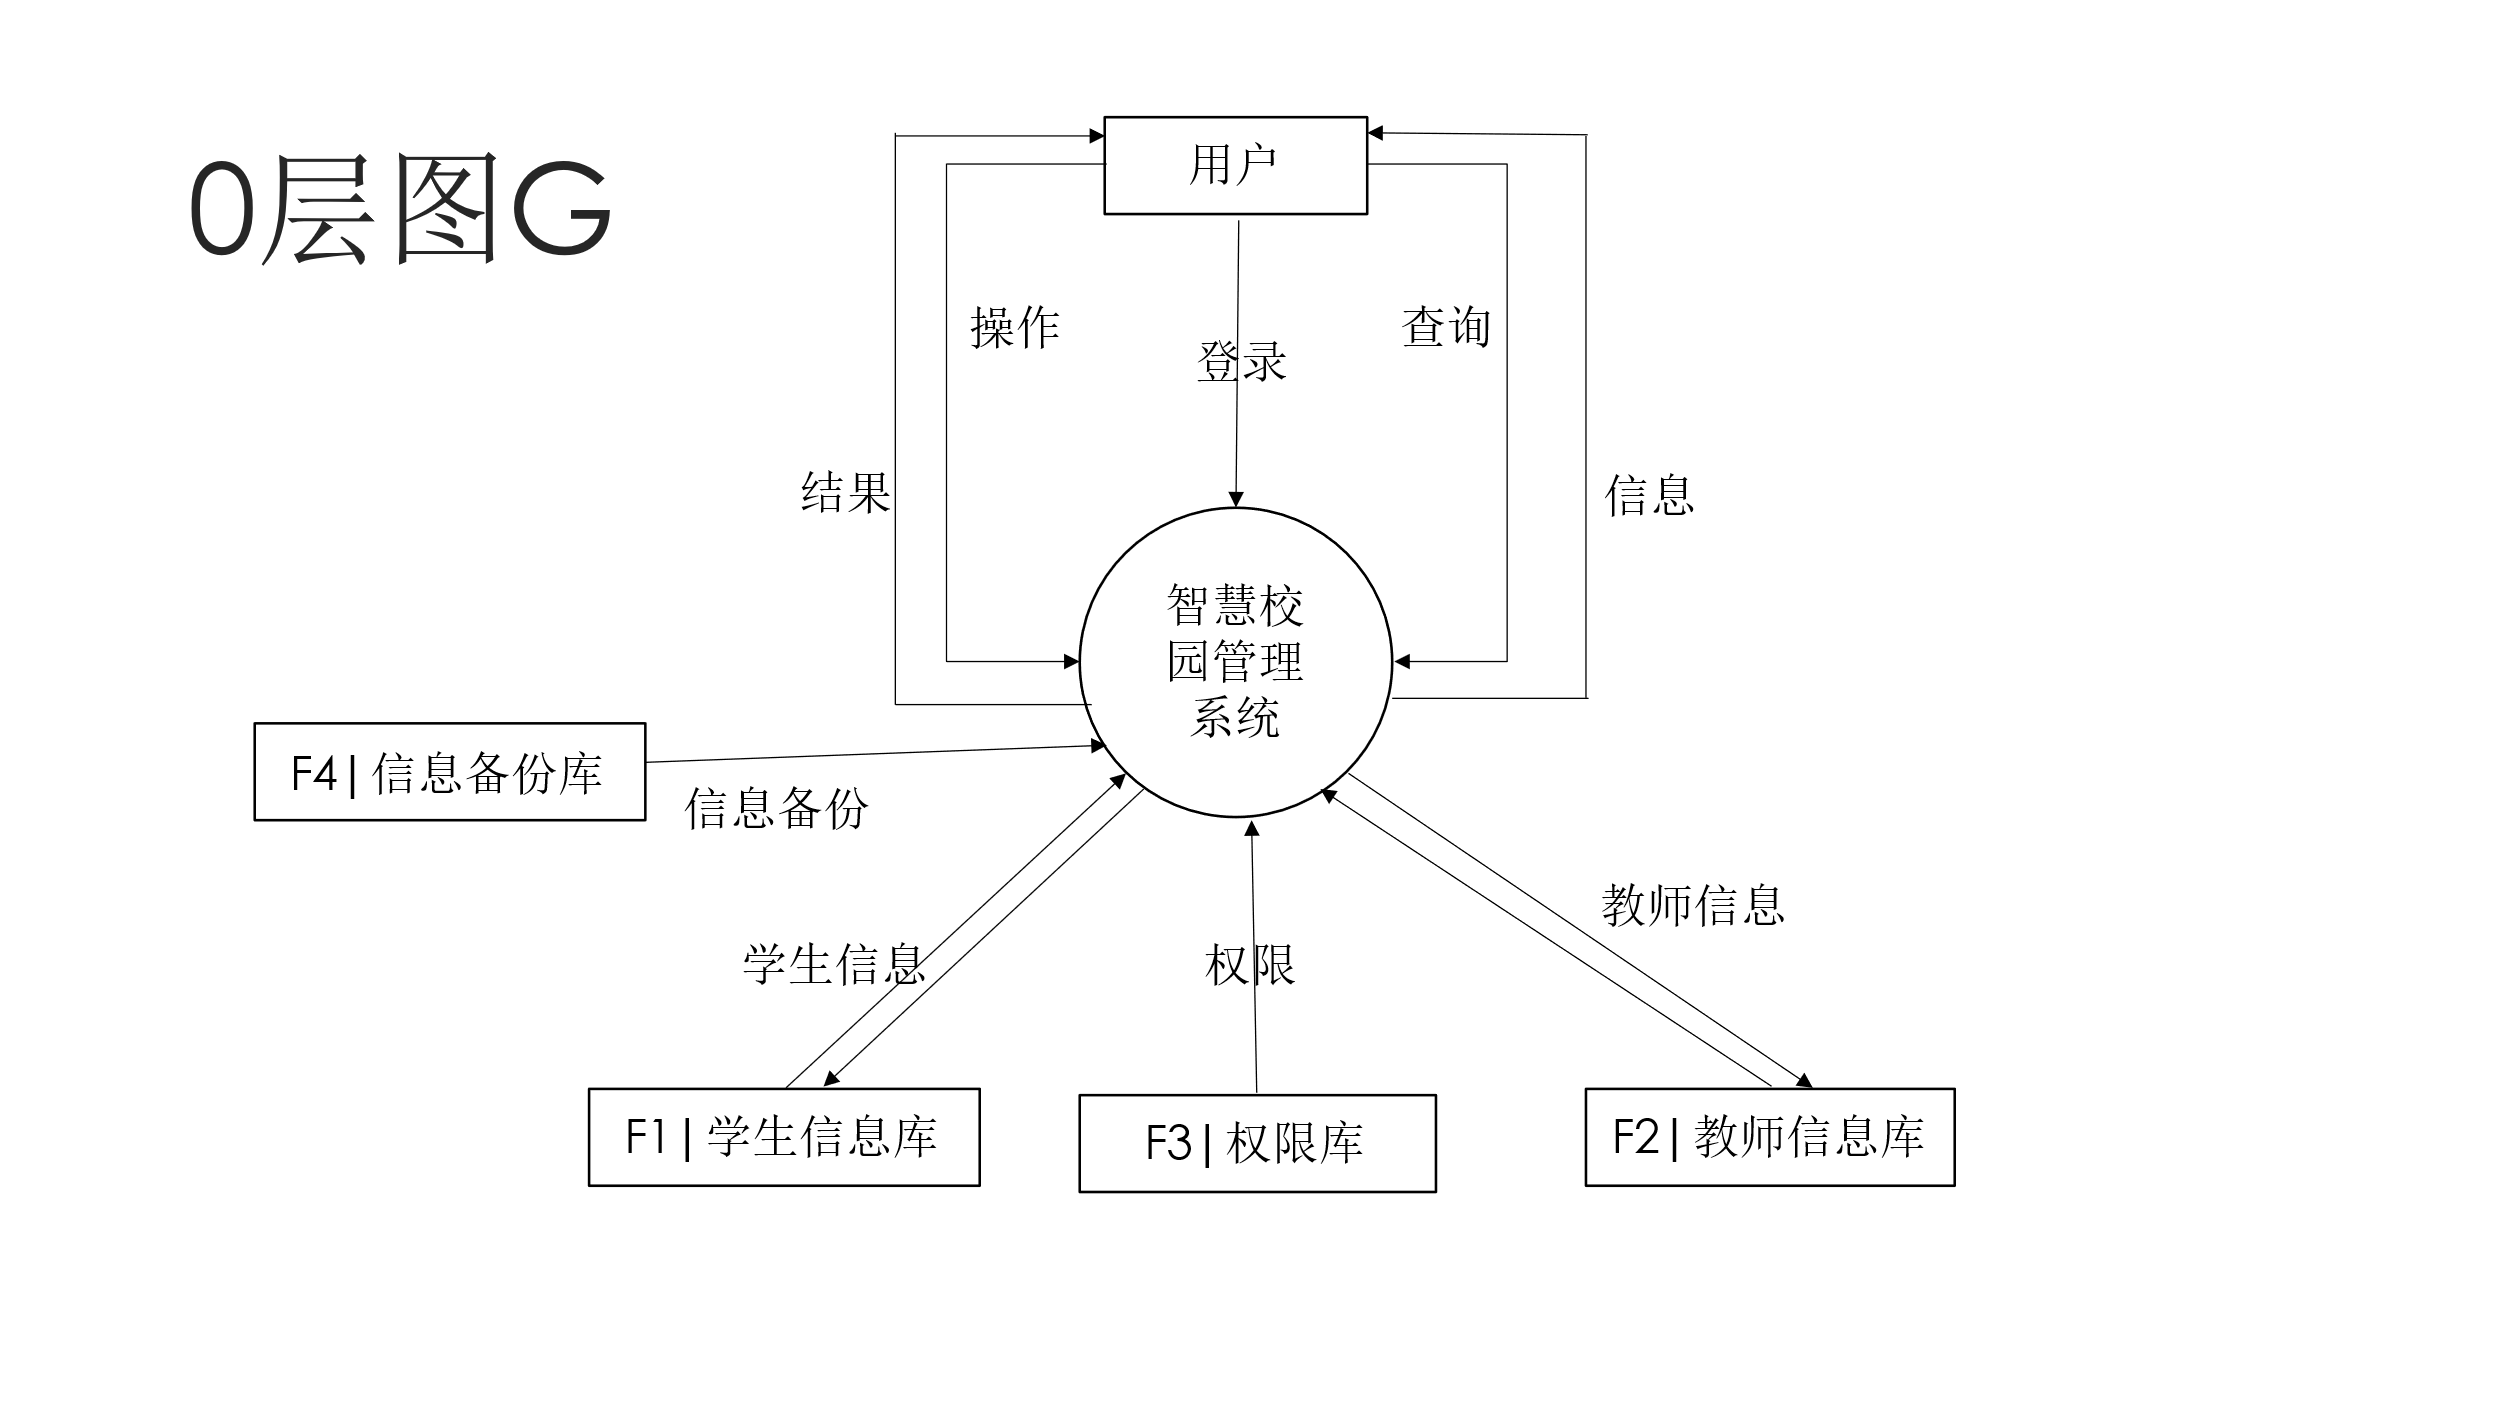 0层图G
用户
操作
查询
登录
结果
信息
智慧校
园管理
系统
F4|信息备份库
信息备份
教师信息
学生信息
权限
F1|学生信息库
F3|权限库
F2|教师信息库